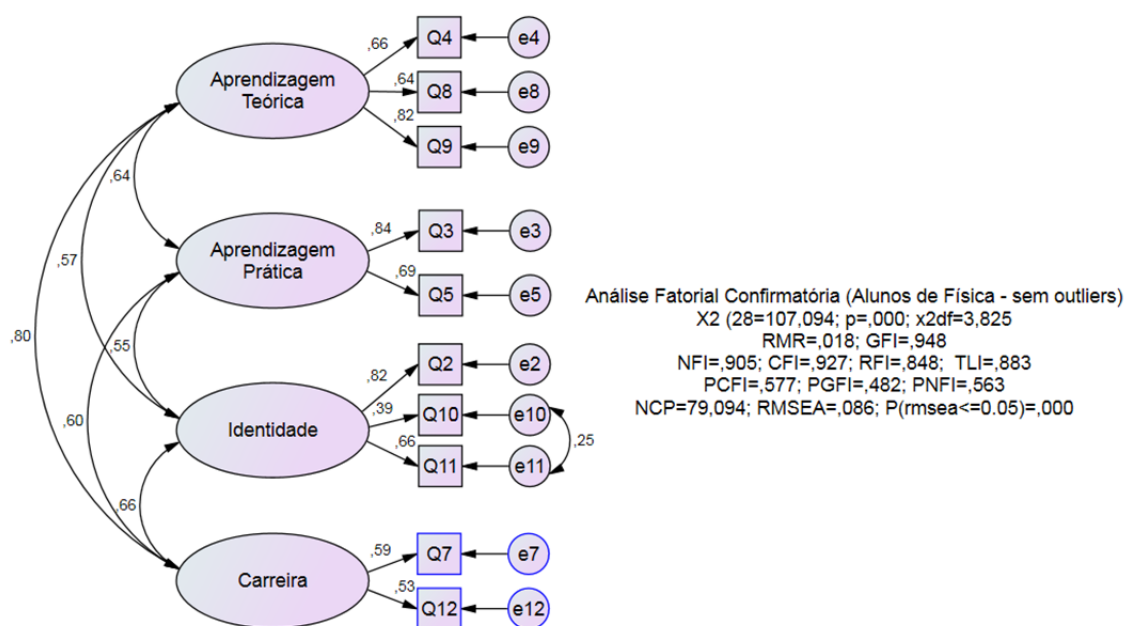 Aprendizagem
Teórica
,66
Q4
e4
,64
Q8
e8
,82
Q9
e9
,64
Aprendizagem
Prática
,84
Q3
e3
,69
Q5
e5
,57
,80
,55
,60
Identidade
,82
Q2
e2
,39
Q10
e10
,66
Q11
e11
,25
,66
Carreira
,59
Q7
e7
,53
Q12
e12
Análise Fatorial Confirmatória (Alunos de Física - sem outliers)
X2 (28=107,094; p=,000; x2df=3,825
RMR=,018; GFI=,948
NFI=,905; CFI=,927; RFI=,848; TLI=,883
PCFI=,577; PGFI=,482; PNFI=,563
NCP=79,094; RMSEA=,086; P(rmsea<=0.05)=,000